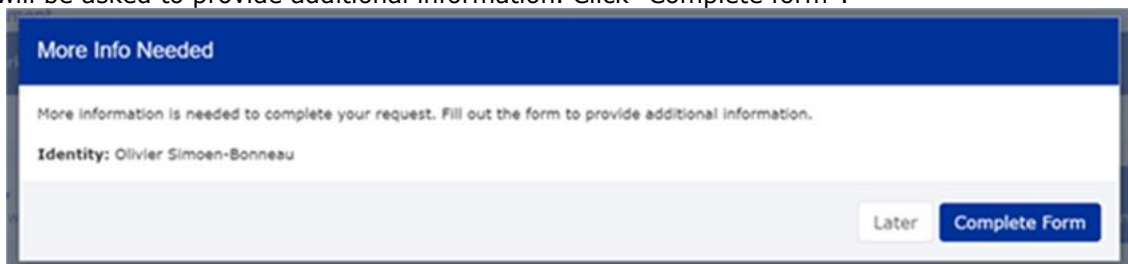 will be asked to provide additional information. Click "Complete form".
More Info Needed
More information is needed to complete your request. Fill out the form to provide additional information.
Identity: Olivier Simoen-Bonneau
Later
Complete Form